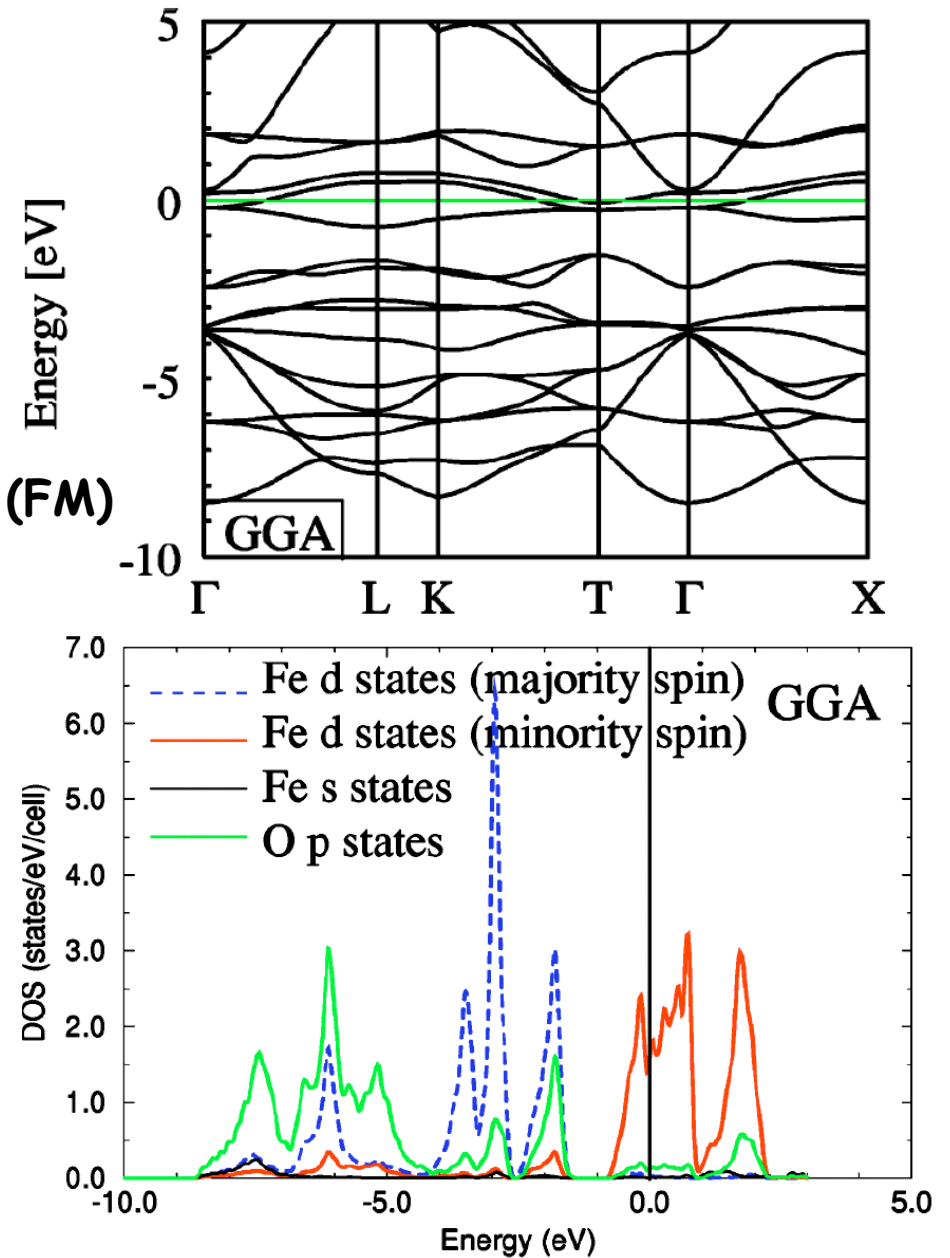 5
0
-5
-10
Energy [eV]
(FM)
GGA
Γ L K T Γ X
7.0
6.0
5.0
4.0
3.0
2.0
1.0
0.0
DOS (states/eV/cell)
Fe d states (majority spin)
Fe d states (minority spin)
Fe s states
O p states
GGA
-10.0 -5.0 0.0 5.0
Energy (eV)